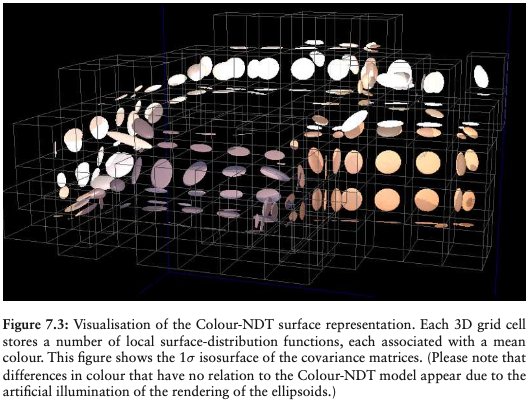 Figure 7.3: Visualisation of the Colour-NDT surface representation. Each 3D grid cell
stores a number of local surface-distribution functions, each associated with a mean
colour. This figure shows the 1σ isosurface of the covariance matrices. (Please note that
differences in colour that have no relation to the Colour-NDT model appear due to the
artificial illumination of the rendering of the ellipsoids.)